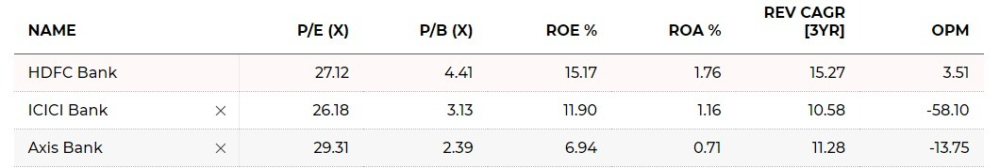 NAME P/E (X) P/B (X) ROE % ROA % REV CAGR [3YR] OPM
HDFC Bank 27.12 4.41 15.17 1.76 15.27 3.51
ICICI Bank × 26.18 3.13 11.90 1.16 10.58 -58.10
Axis Bank × 29.31 2.39 6.94 0.71 11.28 -13.75